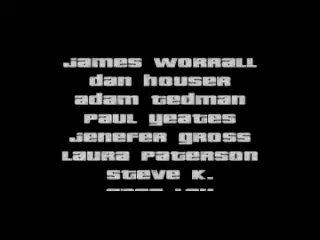 JAMES WORRALL
DAN HOUSER
ADAM TEDMAN
PAUL YEATES
JENEFER GROSS
LAURA PATERSON
STEVE K.